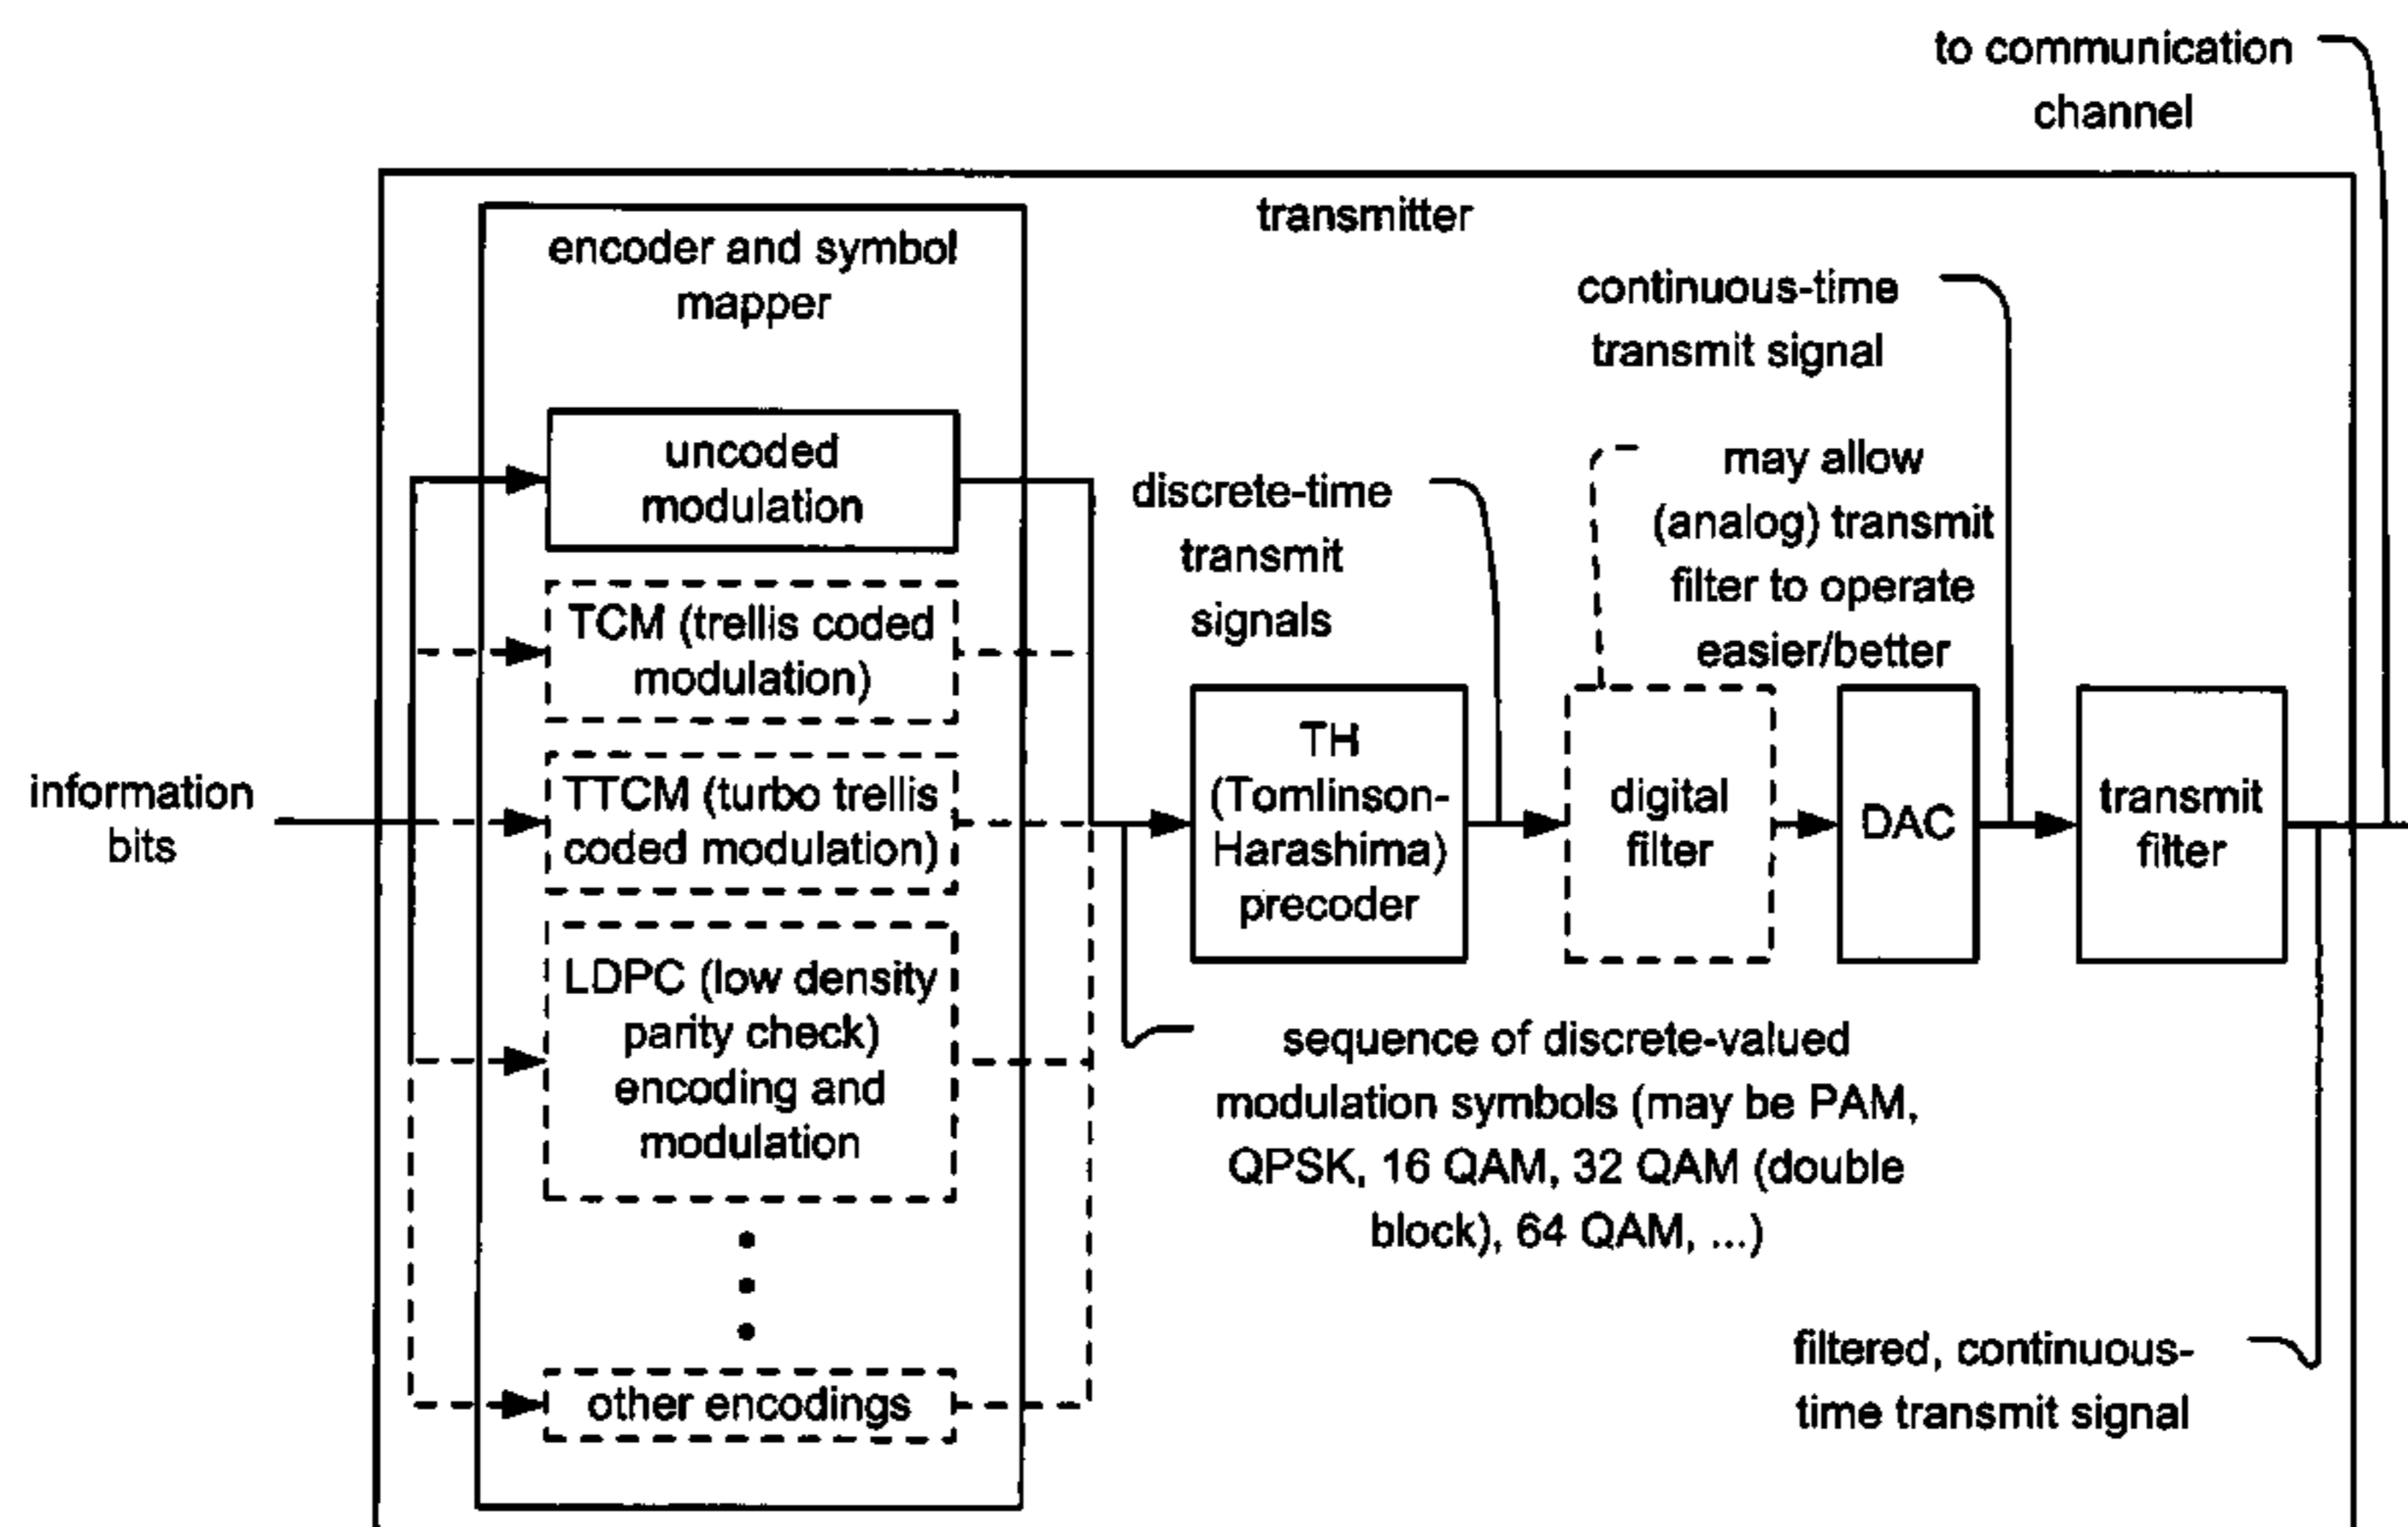 to communication
channel
transmitter
encoder and symbol
mapper
continuous-time
transmit signal
uncoded
modulation
discrete-time
transmit
signals
may allow
(analog) transmit
filter to operate
easier/better
TCM (trellis coded
modulation)
information
bits
TTCM (turbo trellis
coded modulation)
TH
(Tomlinson-
Harashima)
precoder
digital
filter
DAC
transmit
filter
LDPC (low density
parity check)
encoding and
modulation
sequence of discrete-valued
modulation symbols (may be PAM,
QPSK, 16 QAM, 32 QAM (double
block), 64 QAM, ...)
other encodings
filtered, continuous-
time transmit signal